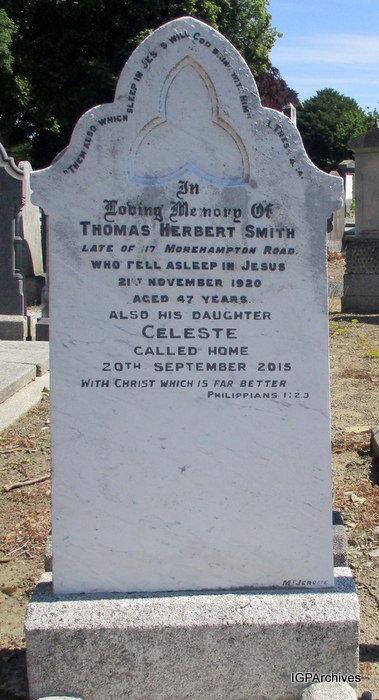 "Them also which sleep in Jesus will God bring with Him" 1 Thes 4.14
In
Loving Memory Of
Thomas Herbert Smith
late of 117 Morehampton Road.
who fell asleep in Jesus
21st November 1920
aged 47 years
also his daughter
Celeste
called home
20th September 2015
With Christ which is far better
Philippians 1:23
IGPArchives